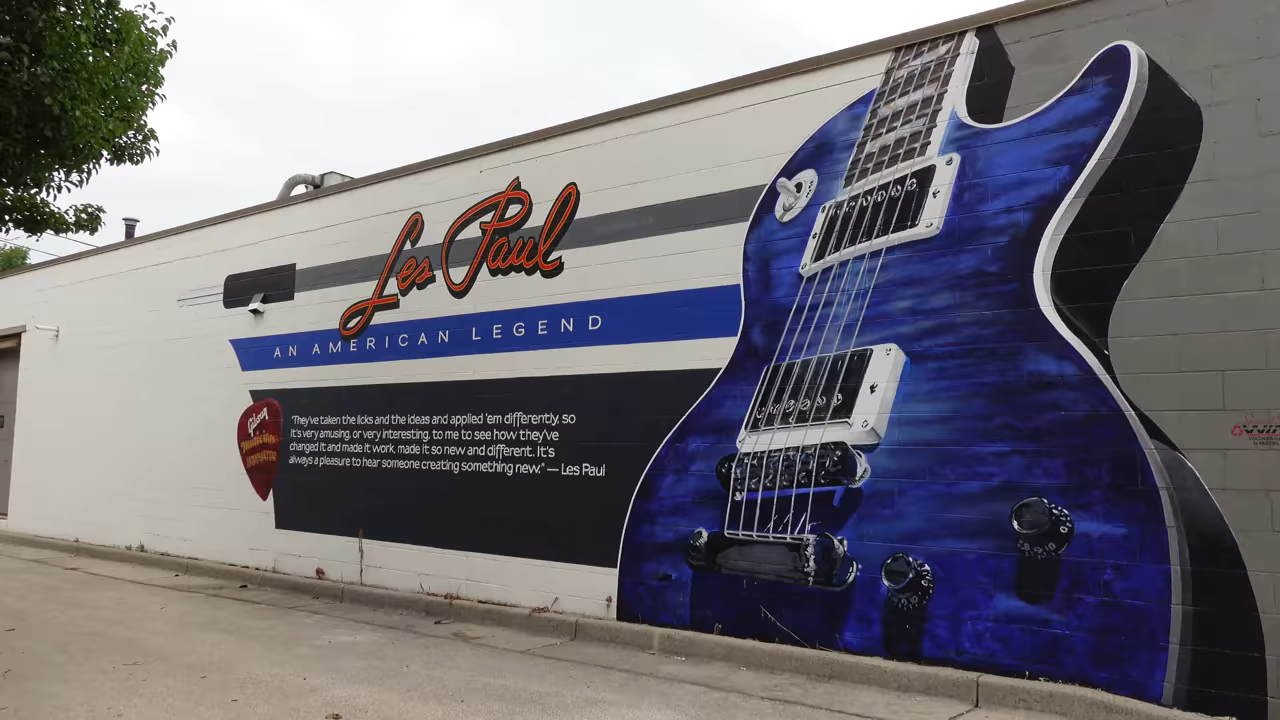 Les Paul
AN AMERICAN LEGEND
"They've taken the licks and the ideas and applied 'em differently, so
it's very amusing, or very interesting, to me to see how they've
changed it and made it work, made it so new and different. It's
always a pleasure to hear someone creating something new." — Les Paul
Gibson